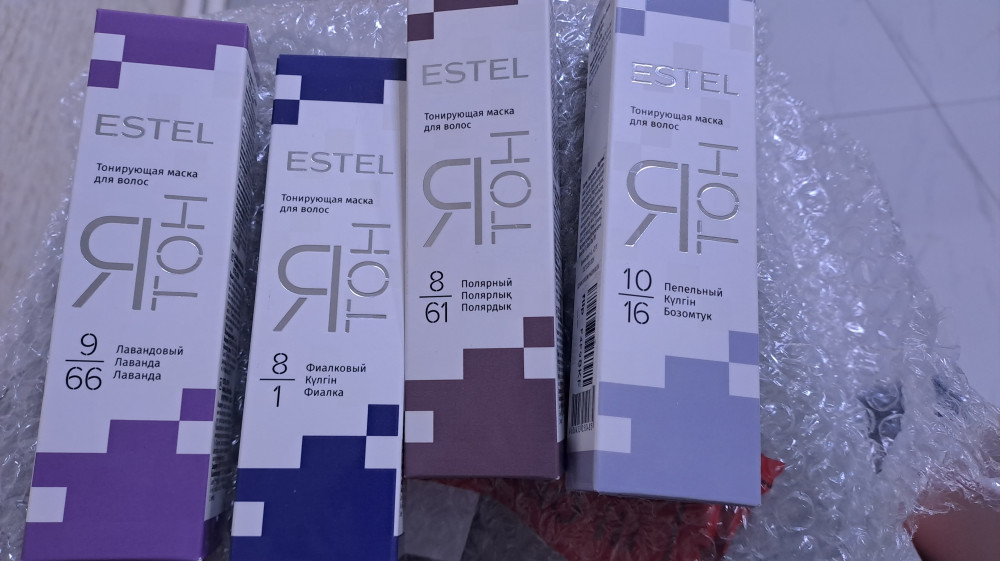 ESTEL
Тонирующая маска
для волос
Я ТОН
9
66
Лавандовый
Лаванда
Лаванда
ESTEL
Тонирующая маска
для волос
Я ТОН
8
1
Фиалковый
Күлгін
Фиалка
ESTEL
Тонирующая маска
для волос
Я ТОН
8
61
Полярный
Полярлық
Полярдык
ESTEL
Тонирующая маска
для волос
Я ТОН
10
16
Пепельный
Күлгін
Бозомтук